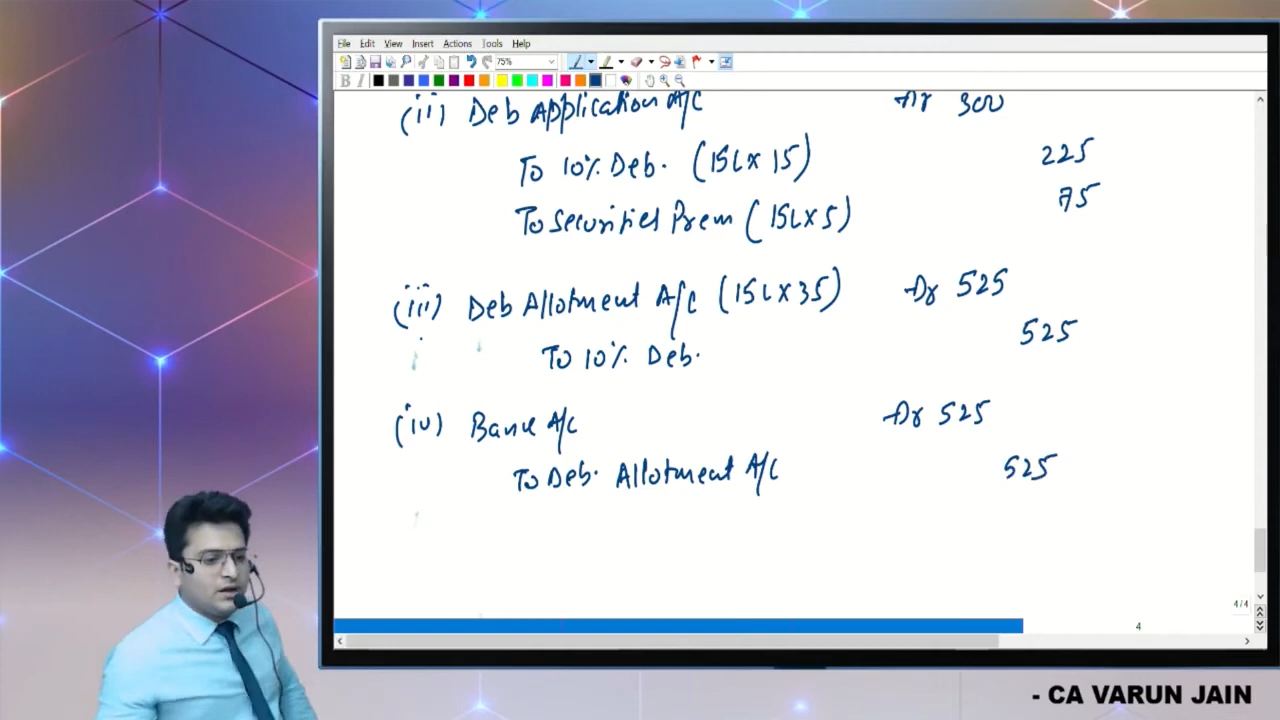 File Edit View Insert Actions Tools Help
75%
B I
(ii) Deb Application A/C Dr 300
To 10% Deb. (15L x 15) 225
To Securities Prem (15L x 5) 75
(iii) Deb Allotment A/C (15L x 35) Dr 525
To 10% Deb. 525
(iv) Bank A/C Dr 525
To Deb. Allotment A/C 525
4/4
4
- CA VARUN JAIN